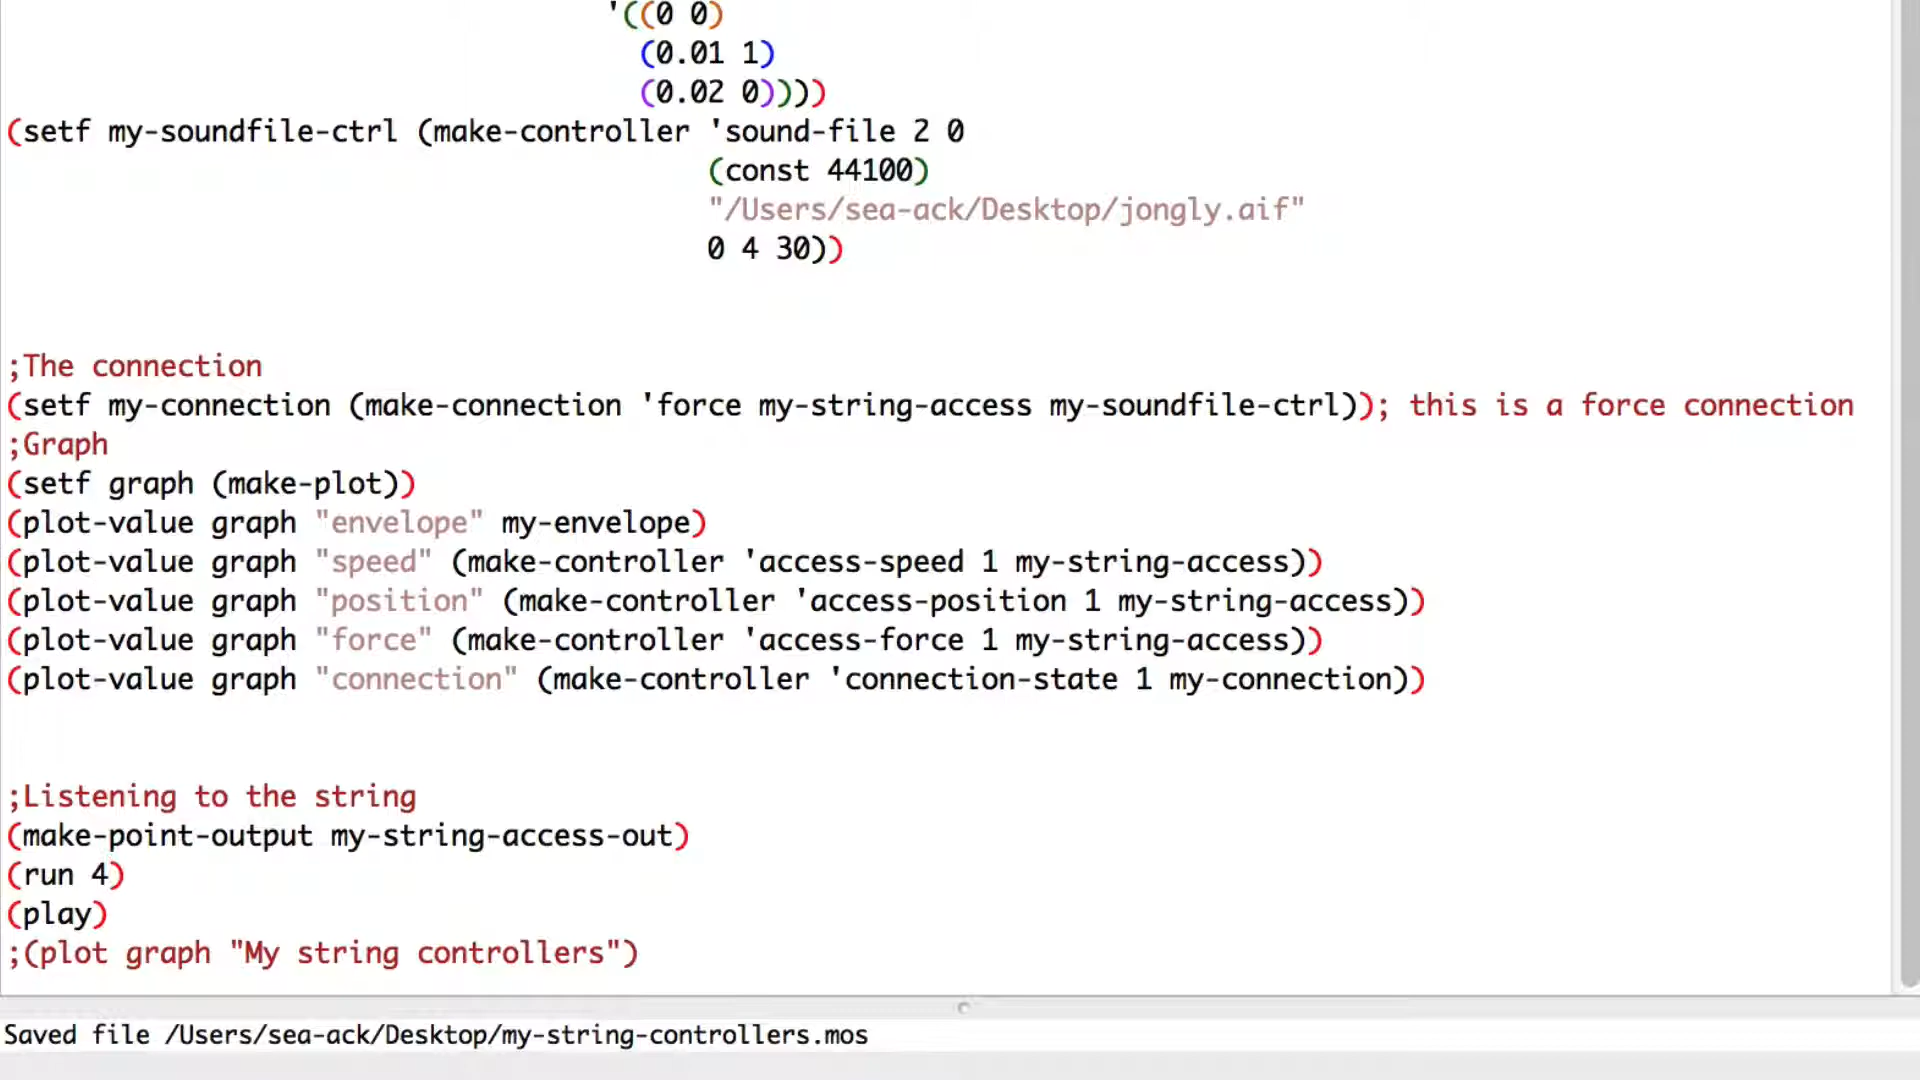 '((0 0)
(0.01 1)
(0.02 0))))
(setf my-soundfile-ctrl (make-controller 'sound-file 2 0
(const 44100)
"/Users/sea-ack/Desktop/jongly.aif"
0 4 30))
;The connection
(setf my-connection (make-connection 'force my-string-access my-soundfile-ctrl)); this is a force connection
;Graph
(setf graph (make-plot))
(plot-value graph "envelope" my-envelope)
(plot-value graph "speed" (make-controller 'access-speed 1 my-string-access))
(plot-value graph "position" (make-controller 'access-position 1 my-string-access))
(plot-value graph "force" (make-controller 'access-force 1 my-string-access))
(plot-value graph "connection" (make-controller 'connection-state 1 my-connection))
;Listening to the string
(make-point-output my-string-access-out)
(run 4)
(play)
;(plot graph "My string controllers")
Saved file /Users/sea-ack/Desktop/my-string-controllers.mos